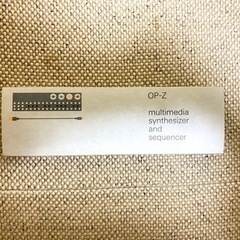 OP-Z
multimedia
synthesizer
and
sequencer